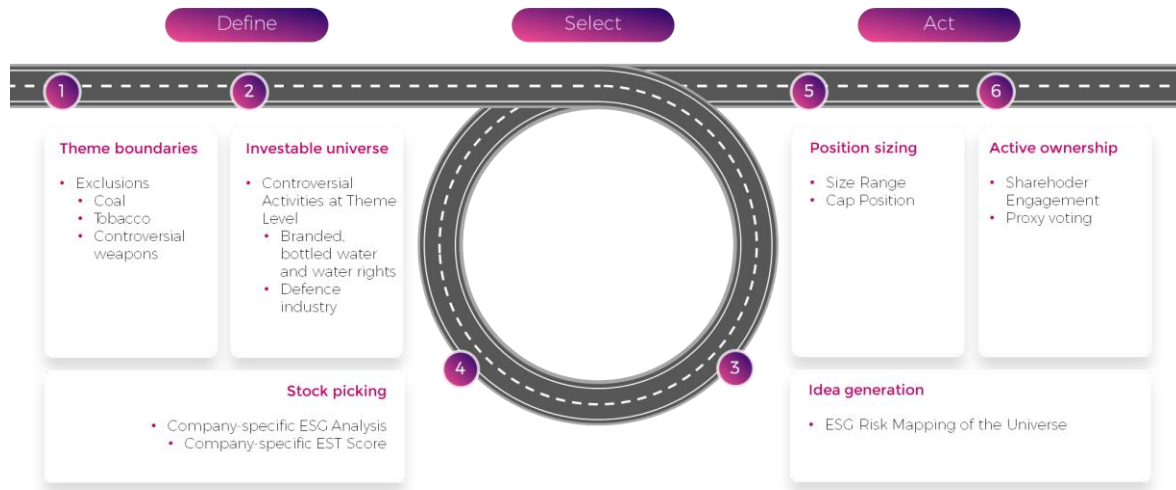 Define
Select
Act
1
2
5
6
Theme boundaries
• Exclusions
• Coal
• Tobacco
• Controversial
weapons
Investable universe
• Controversial
Activities at Theme
Level
• Branded,
bottled water
and water rights
• Defence
industry
Position sizing
• Size Range
• Cap Position
Active ownership
• Sharehoder
Engagement
• Proxy voting
4
3
Stock picking
• Company-specific ESG Analysis
• Company-specific EST Score
Idea generation
• ESG Risk Mapping of the Universe